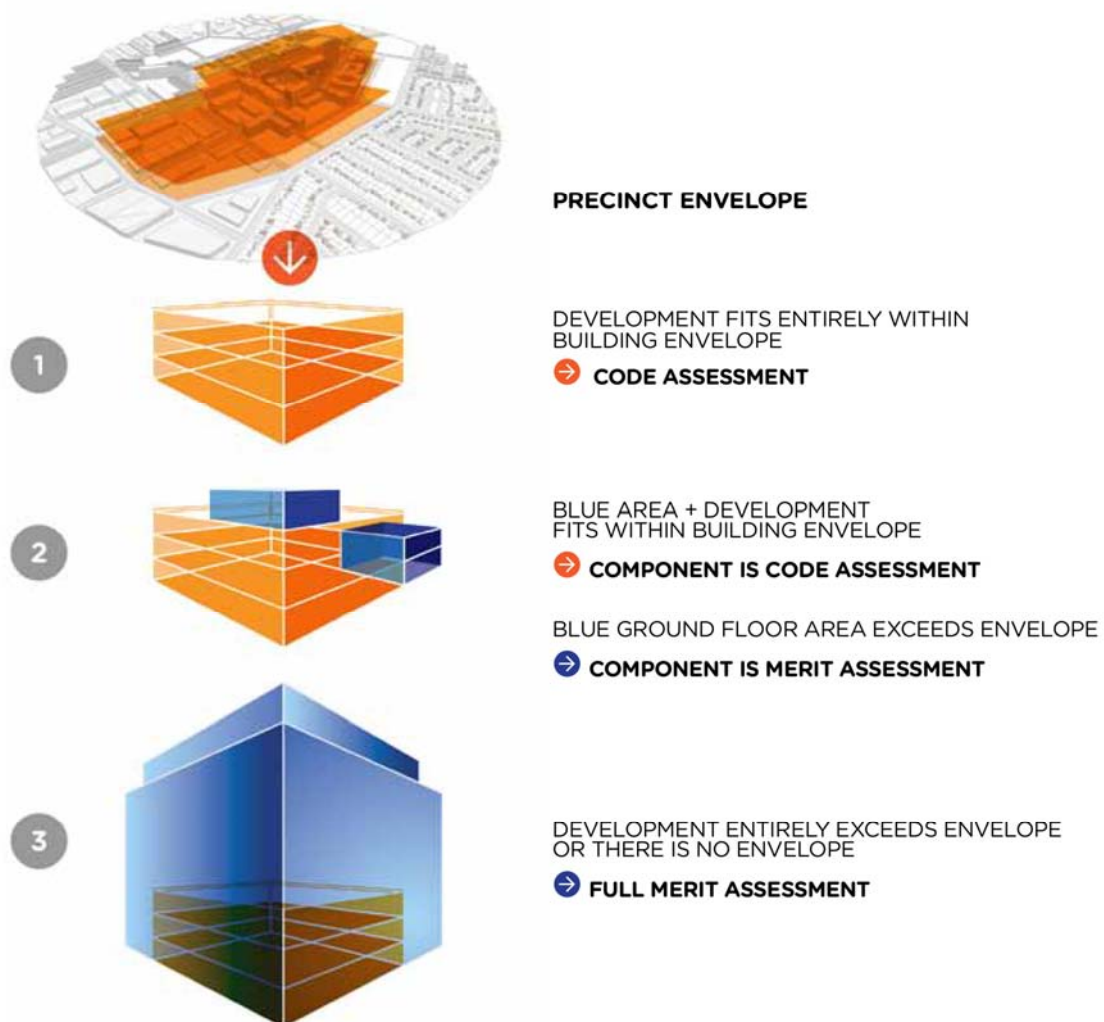 PRECINCT ENVELOPE
1
DEVELOPMENT FITS ENTIRELY WITHIN
BUILDING ENVELOPE
CODE ASSESSMENT
2
BLUE AREA + DEVELOPMENT
FITS WITHIN BUILDING ENVELOPE
COMPONENT IS CODE ASSESSMENT
BLUE GROUND FLOOR AREA EXCEEDS ENVELOPE
COMPONENT IS MERIT ASSESSMENT
3
DEVELOPMENT ENTIRELY EXCEEDS ENVELOPE
OR THERE IS NO ENVELOPE
FULL MERIT ASSESSMENT